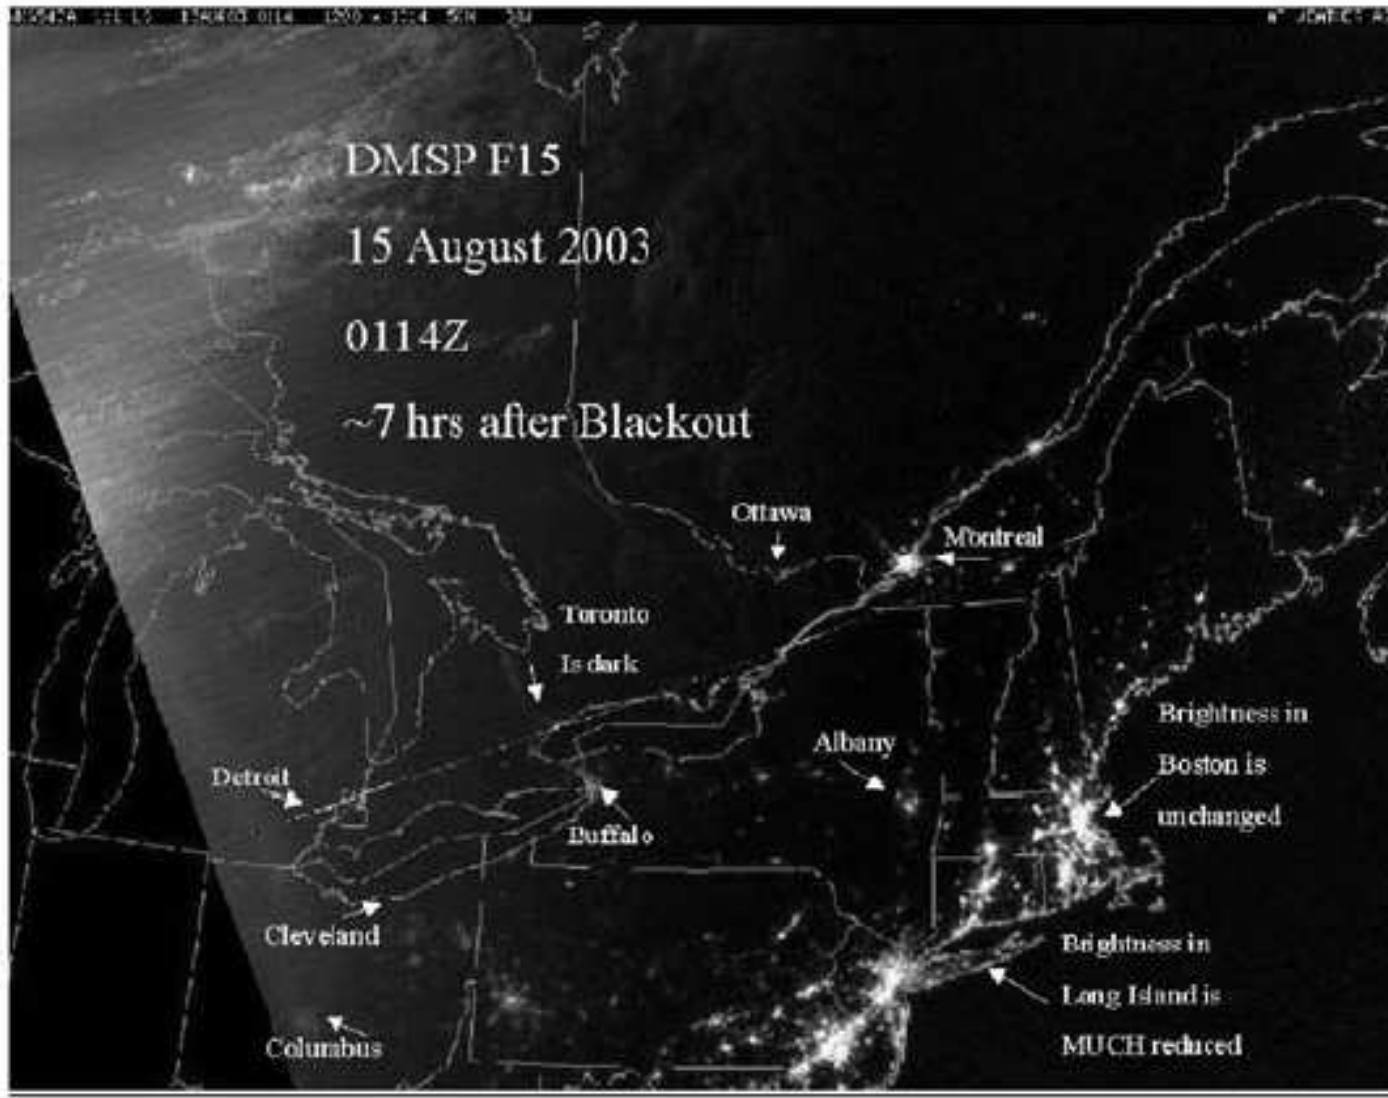 DMSP F15
15 August 2003
0114Z
~7 hrs after Blackout
Ottawa
Montreal
Toronto
Is dark
Brightness in
Boston is
unchanged
Albany
Detroit
Buffalo
Cleveland
Brightness in
Long Island is
MUCH reduced
Columbus